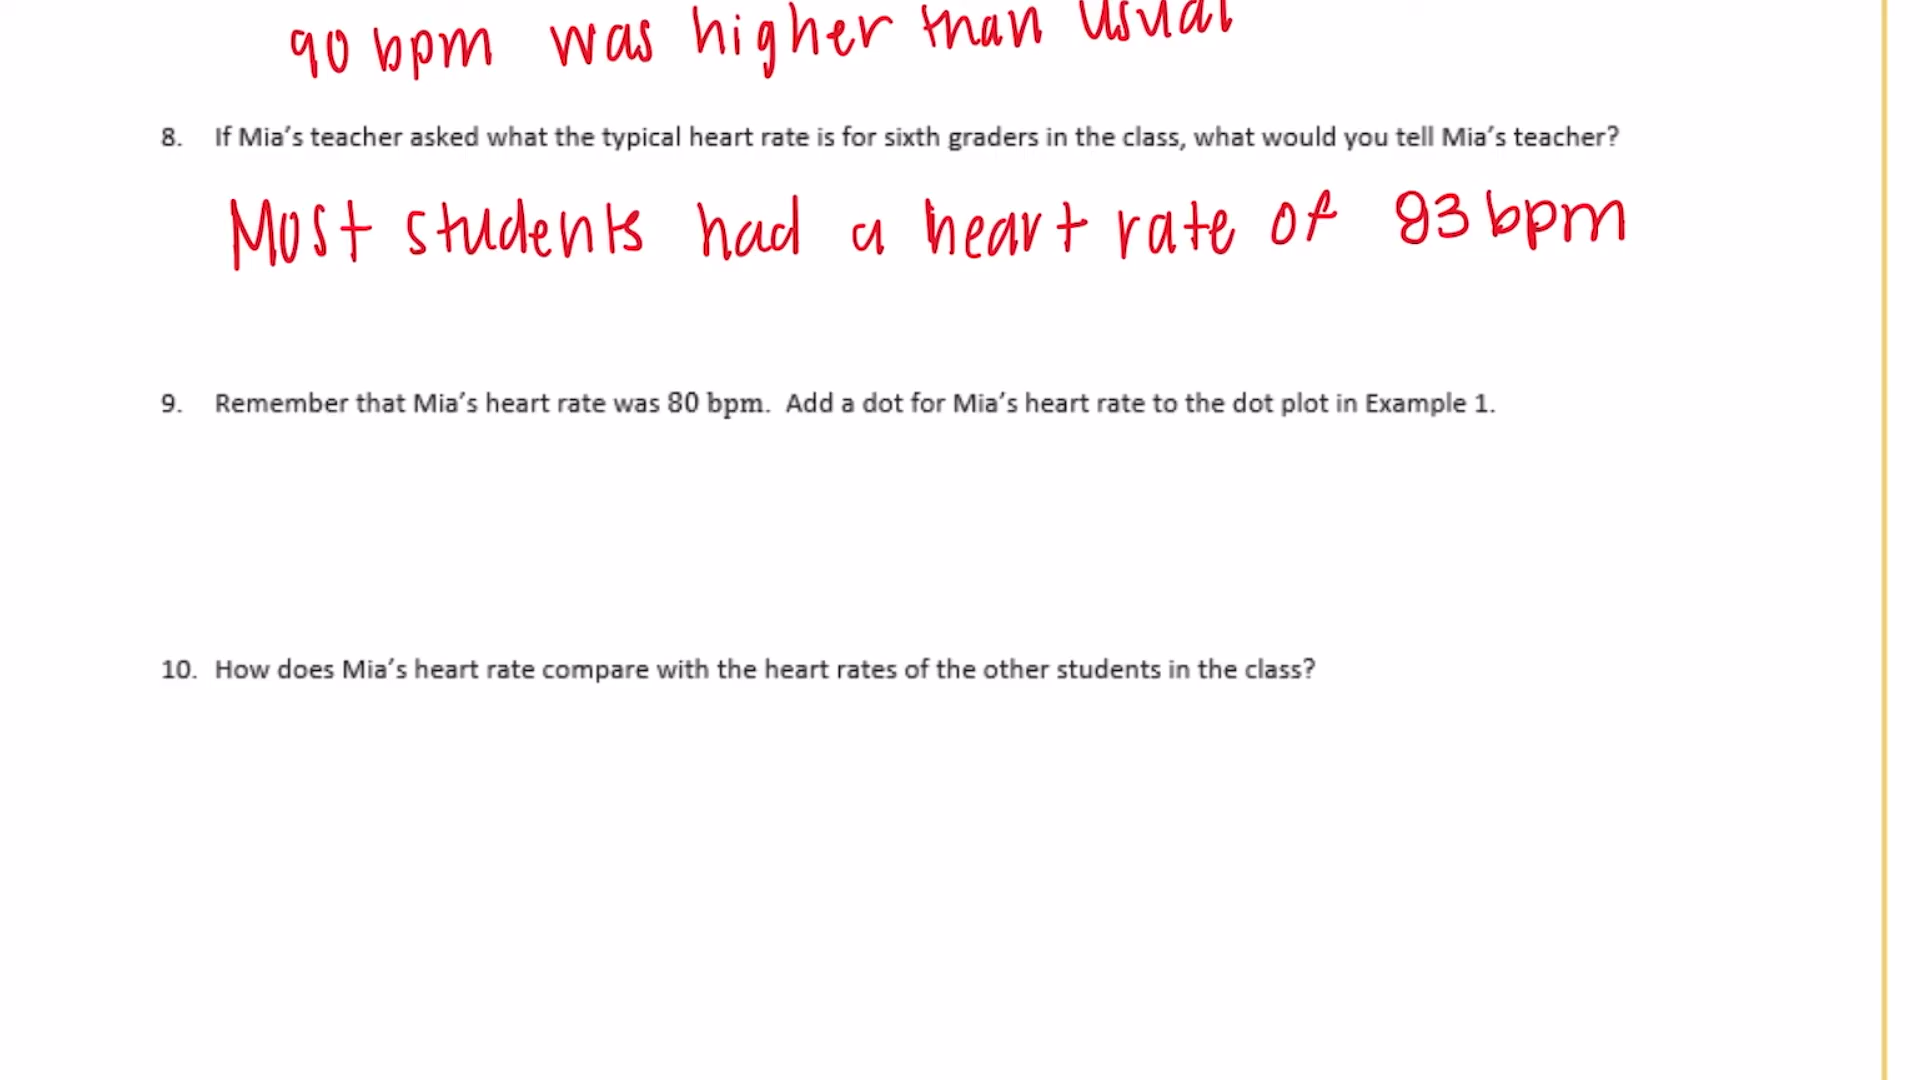 90 bpm was higher than usual
8. If Mia's teacher asked what the typical heart rate is for sixth graders in the class, what would you tell Mia's teacher?
Most students had a heart rate of 83 bpm
9. Remember that Mia's heart rate was 80 bpm. Add a dot for Mia's heart rate to the dot plot in Example 1.
10. How does Mia's heart rate compare with the heart rates of the other students in the class?